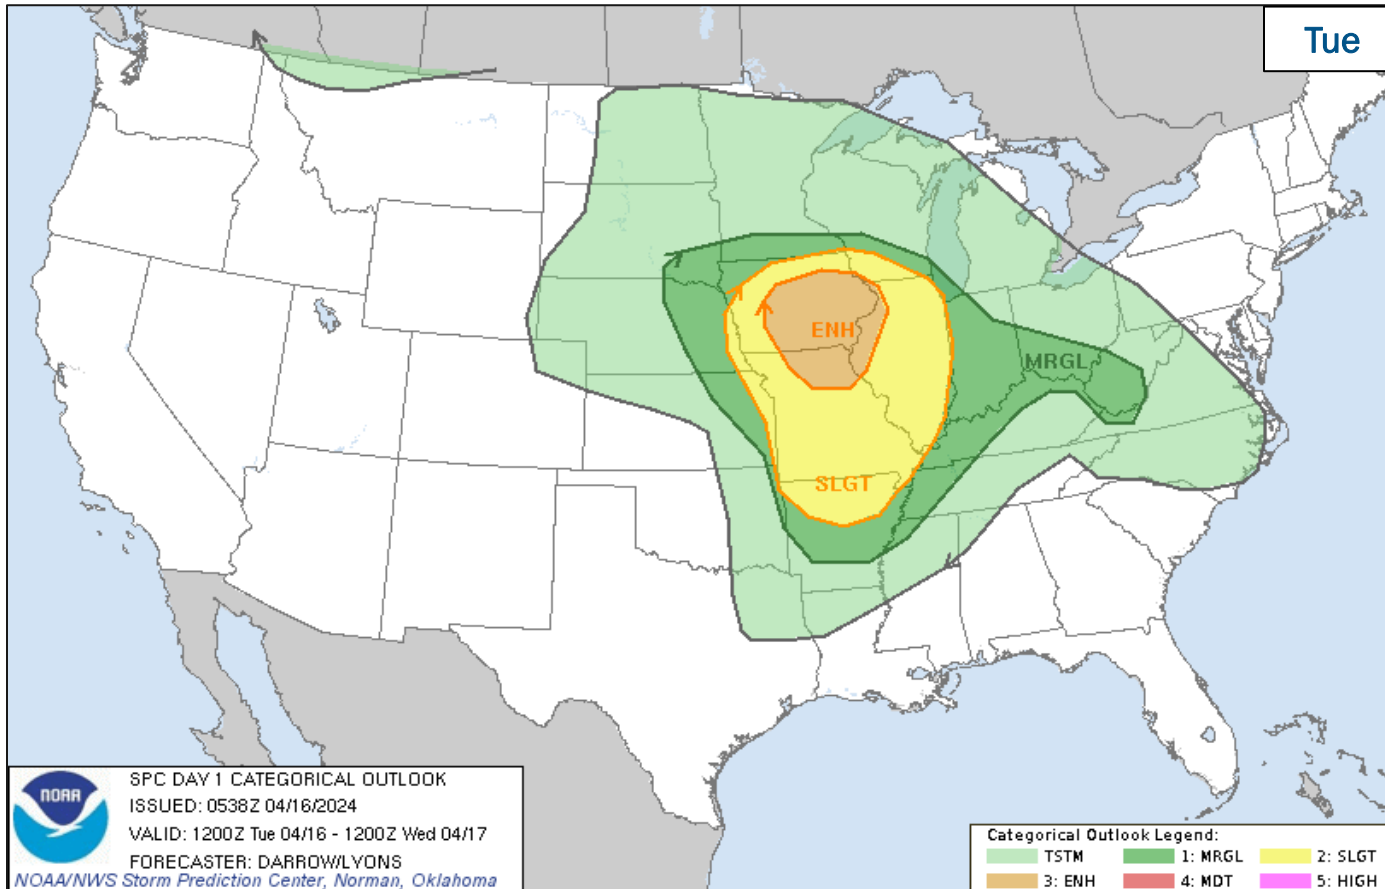 Tue
ENH
MRGL
SLGT
NOAA
SPC DAY 1 CATEGORICAL OUTLOOK
ISSUED: 0538Z 04/16/2024
VALID: 1200Z Tue 04/16 - 1200Z Wed 04/17
FORECASTER: DARROW/LYONS
NOAA/NWS Storm Prediction Center, Norman, Oklahoma
Categorical Outlook Legend:
TSTM 1: MRGL 2: SLGT
3: ENH 4: MDT 5: HIGH